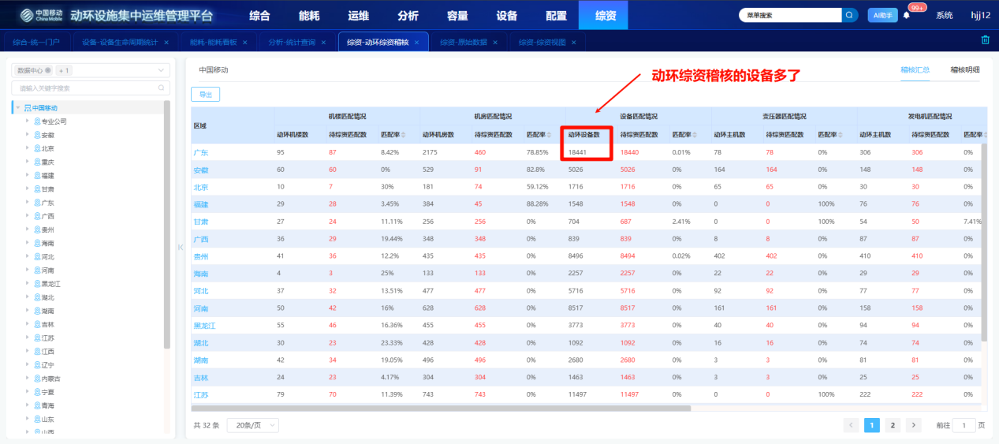 中国移动 China Mobile 动环设施集中运维管理平台 综合 能耗 运维 分析 容量 设备 配置 综资 菜单搜索 AI助手 99+ 系统 hjj12
综合-统一门户 设备-设备生命周期统计 × 能耗-能耗看板 × 分析-统计查询 × 综资-动环综资稽核 × 综资-原始数据 × 综资-综资视图 ×
数据中心 + 1
请输入关键字搜索
中国移动
专业公司
安徽
北京
重庆
福建
甘肃
广东
广西
贵州
海南
河北
河南
黑龙江
湖北
湖南
吉林
江苏
江西
辽宁
内蒙古
宁夏
青海
山东
山西
中国移动 动环综资稽核的设备多了 稽核汇总 稽核明细
导出
区域 机楼匹配情况 机房匹配情况 设备匹配情况 变压器匹配情况 发电机匹配情况
动环机楼数 待综资匹配数 匹配率 动环机房数 待综资匹配数 匹配率 动环设备数 待综资匹配数 匹配率 动环主机数 待综资匹配数 匹配率 动环主机数 待综资匹配数 匹配率
广东 95 87 8.42% 2175 460 78.85% 18441 18440 0.01% 78 78 0% 306 306 0%
安徽 60 60 0% 529 91 82.8% 5026 5026 0% 164 164 0% 148 148 0%
北京 10 7 30% 181 74 59.12% 1716 1716 0% 65 65 0% 30 30 0%
福建 29 28 3.45% 384 45 88.28% 1548 1548 0% 0 0 100% 76 76 0%
甘肃 27 24 11.11% 256 256 0% 704 687 2.41% 0 0 100% 54 50 7.41%
广西 36 29 19.44% 348 348 0% 839 839 0% 8 8 0% 87 87 0%
贵州 41 36 12.2% 435 435 0% 8496 8494 0.02% 402 402 0% 410 410 0%
海南 4 3 25% 133 133 0% 2257 2257 0% 22 22 0% 29 29 0%
河北 37 32 13.51% 477 477 0% 5716 5716 0% 92 92 0% 77 77 0%
河南 50 42 16% 628 628 0% 8517 8517 0% 161 161 0% 158 158 0%
黑龙江 55 46 16.36% 455 455 0% 3773 3773 0% 40 40 0% 94 94 0%
湖北 30 23 23.33% 428 428 0% 1092 1092 0% 16 16 0% 74 74 0%
湖南 42 34 19.05% 496 496 0% 2680 2680 0% 3 3 0% 81 81 0%
吉林 24 23 4.17% 304 304 0% 1463 1463 0% 3 3 0% 25 25 0%
江苏 79 70 11.39% 743 743 0% 11497 11497 0% 0 0 100% 222 222 0%
共 32 条 20条/页 1 2 前往 1 页